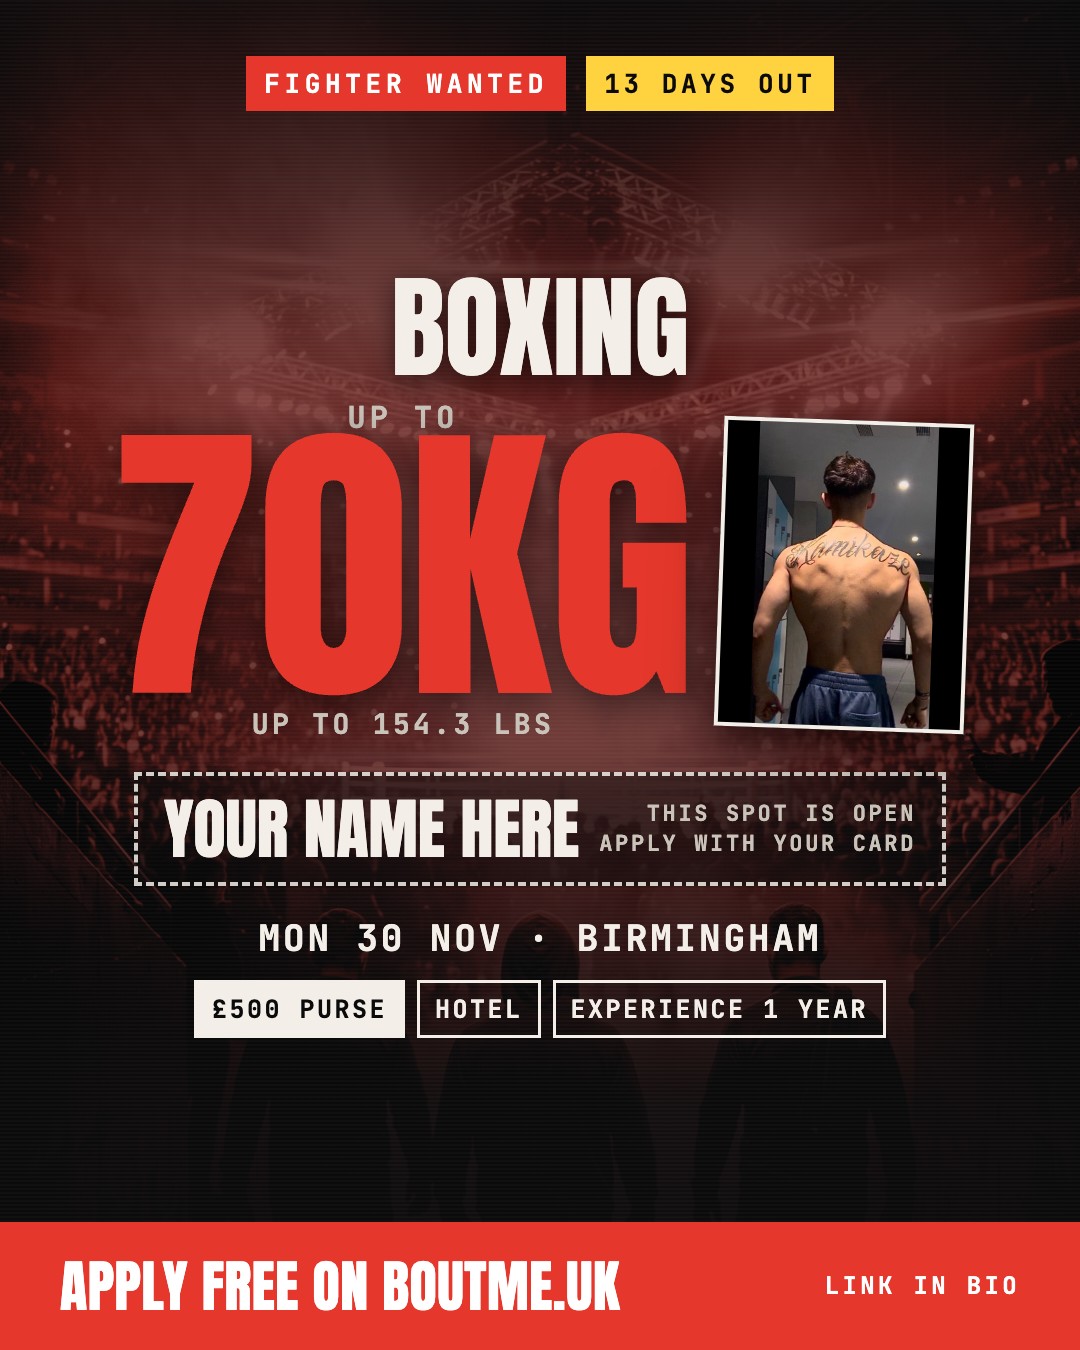 FIGHTER WANTED
13 DAYS OUT
BOXING
UP TO
70KG
Kamikaze
UP TO 154.3 LBS
YOUR NAME HERE
THIS SPOT IS OPEN
APPLY WITH YOUR CARD
MON 30 NOV · BIRMINGHAM
£500 PURSE
HOTEL
EXPERIENCE 1 YEAR
APPLY FREE ON BOUTME.UK
LINK IN BIO